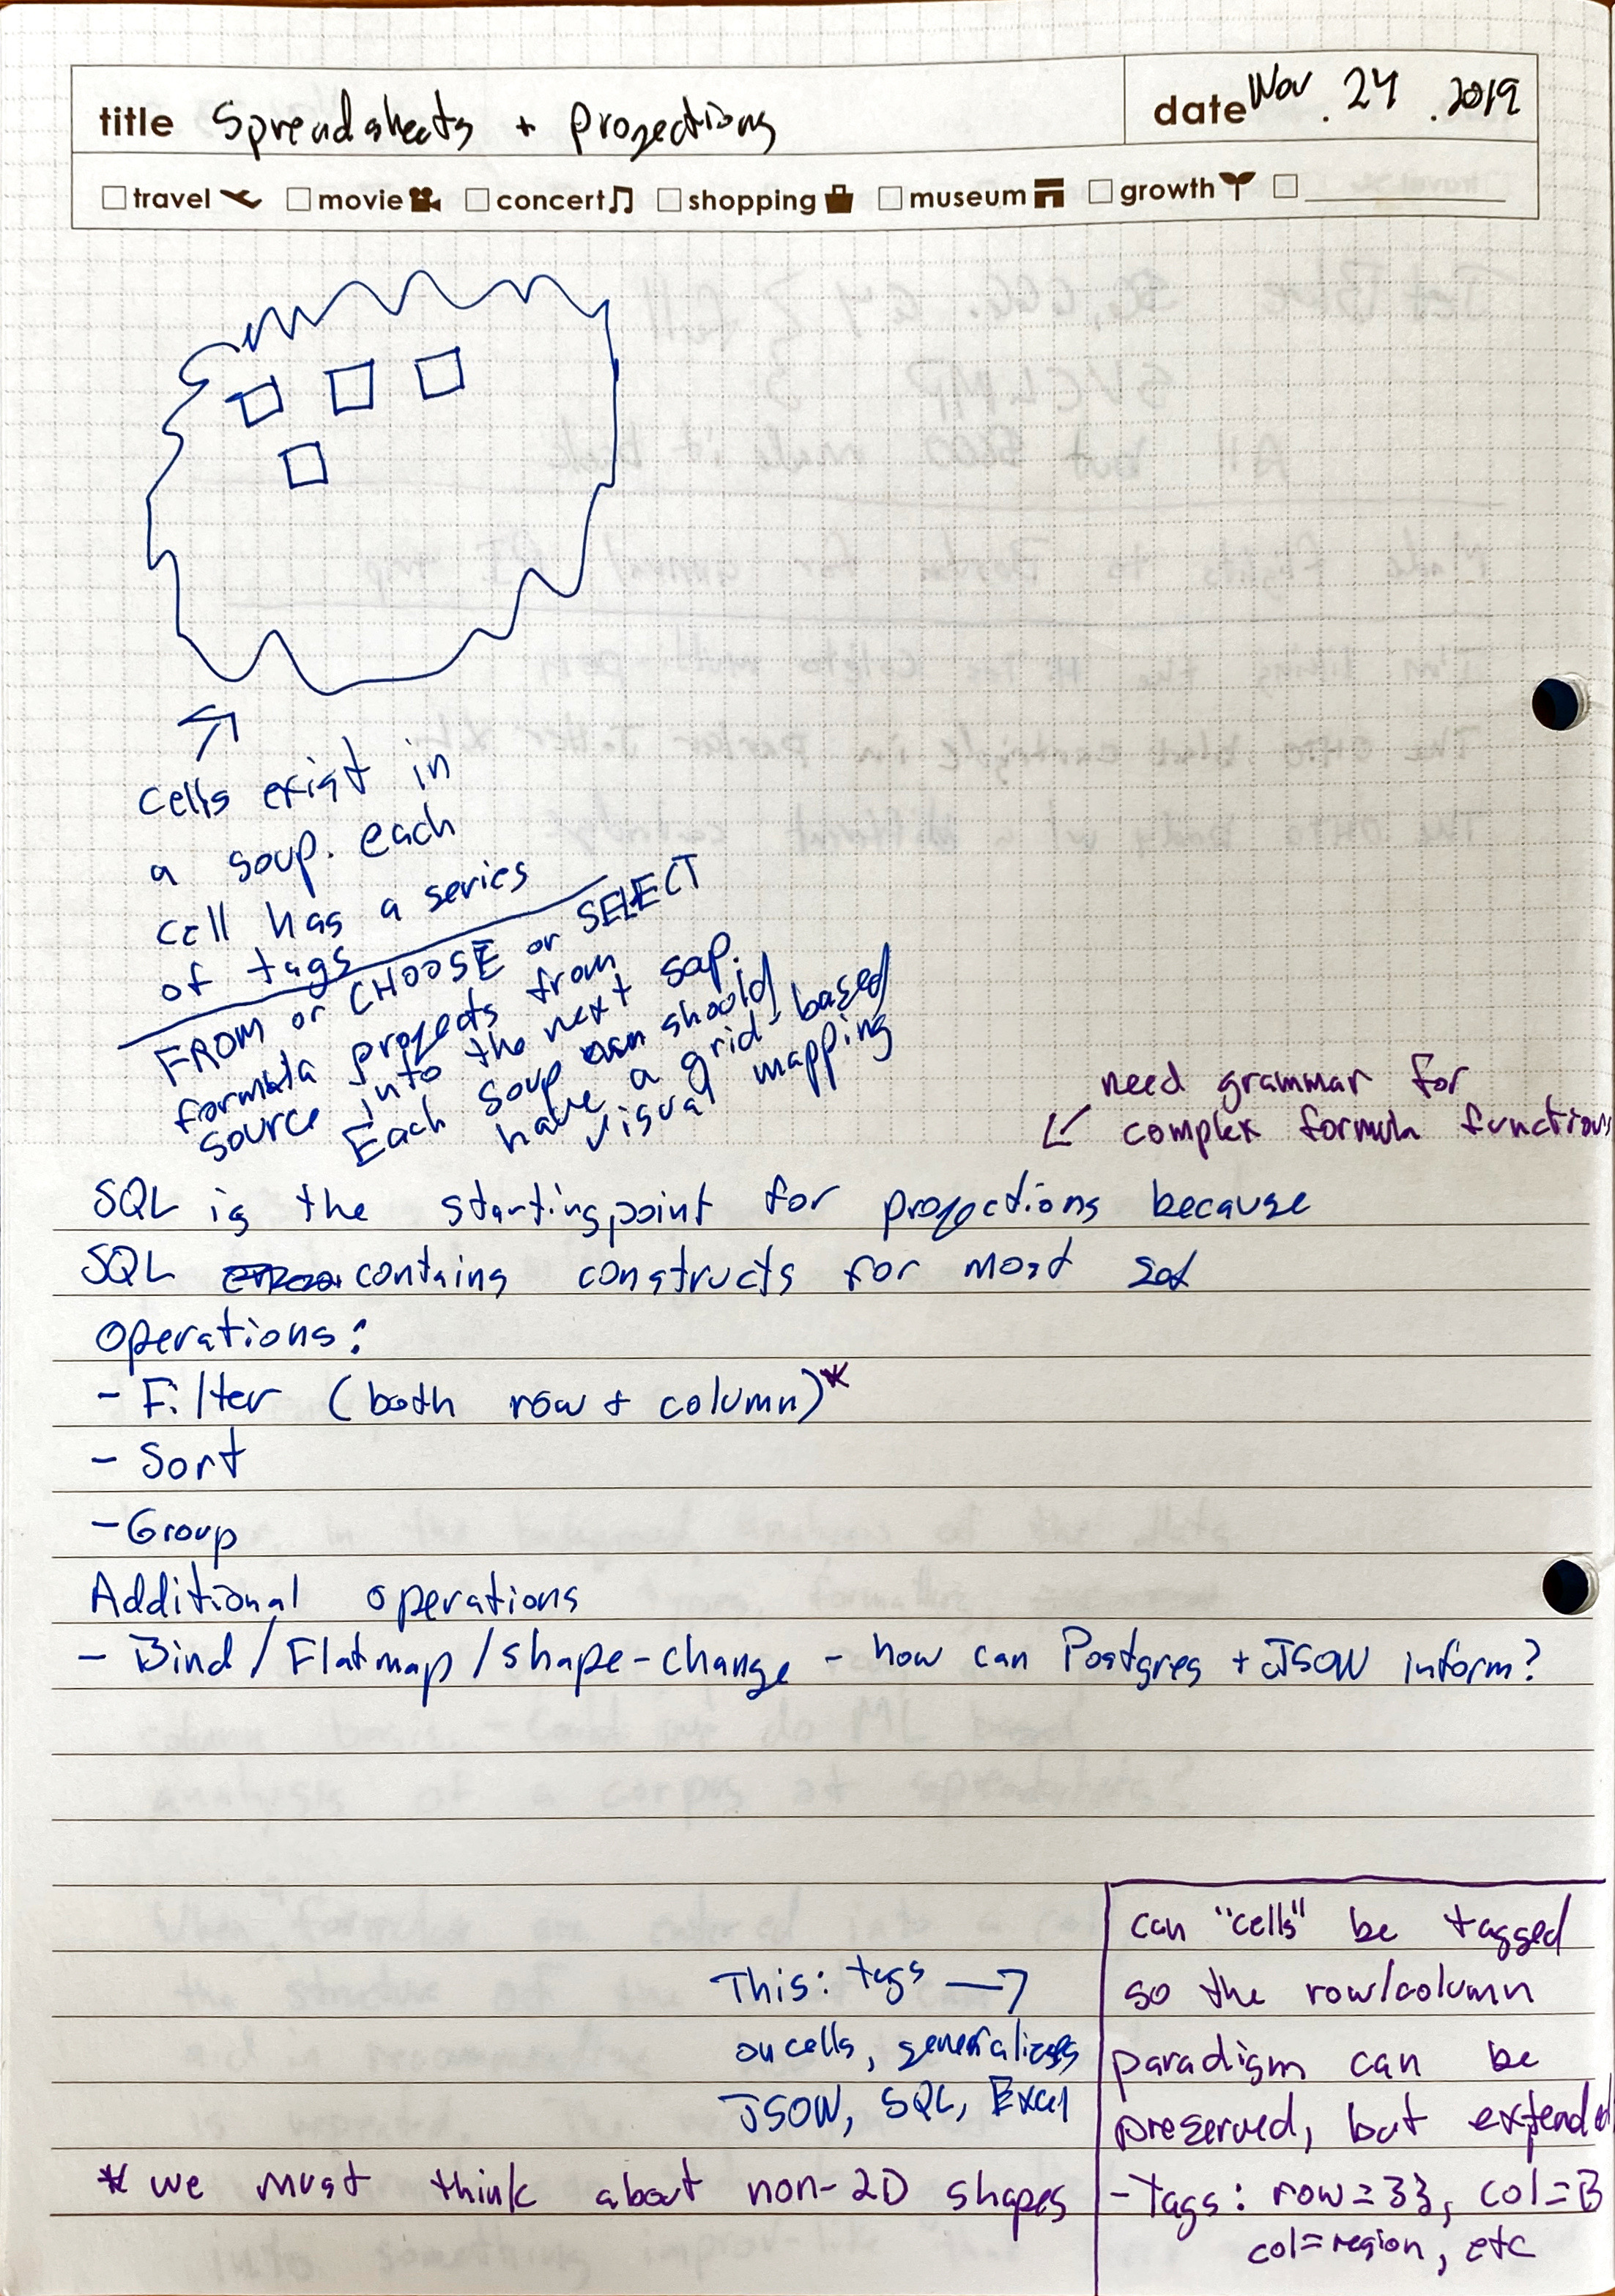 title Spreadsheets + Projections
date Nov . 24 . 2019
travel movie concert shopping museum growth
cells exist in
a soup. each
cell has a series
of tags
FROM or CHOOSE or SELECT
formula projects from
source into the next soup.
Each soup should
have a grid-based
visual mapping
need grammar for
complex formula functions
SQL is the starting point for projections because
SQL contains constructs for most set
operations:
- Filter (both row + column)*
- Sort
- Group
Additional operations
- Bind/Flatmap/shape-change - how can Postgres + JSON inform?
can "cells" be tagged
so the row/column
paradigm can be
preserved, but extended
- tags: row=33, col=B
col=region, etc
This: tags →
on cells, generalizes
JSON, SQL, Excel
* we must think about non-2D shapes